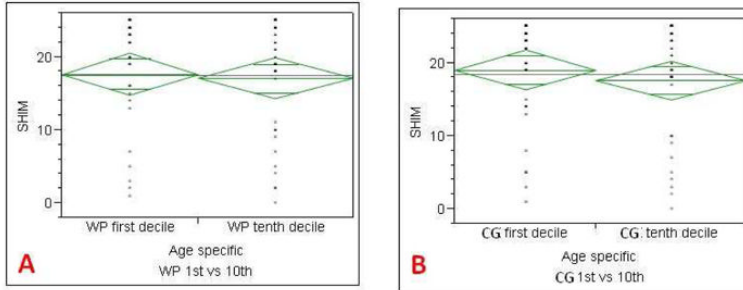 20
10
0
SHIM
WP first decile
WP tenth decile
Age specific
WP 1st vs 10th
A
20
10
0
SHIM
CG first decile
CG: tenth decile
Age specific
CG 1st vs 10th
B